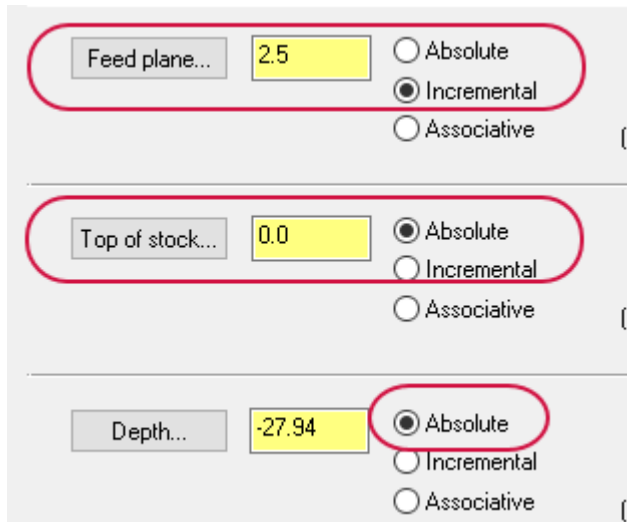 Feed plane... 2.5 Absolute
Incremental
Associative
Top of stock... 0.0 Absolute
Incremental
Associative
Depth... -27.94 Absolute
Incremental
Associative